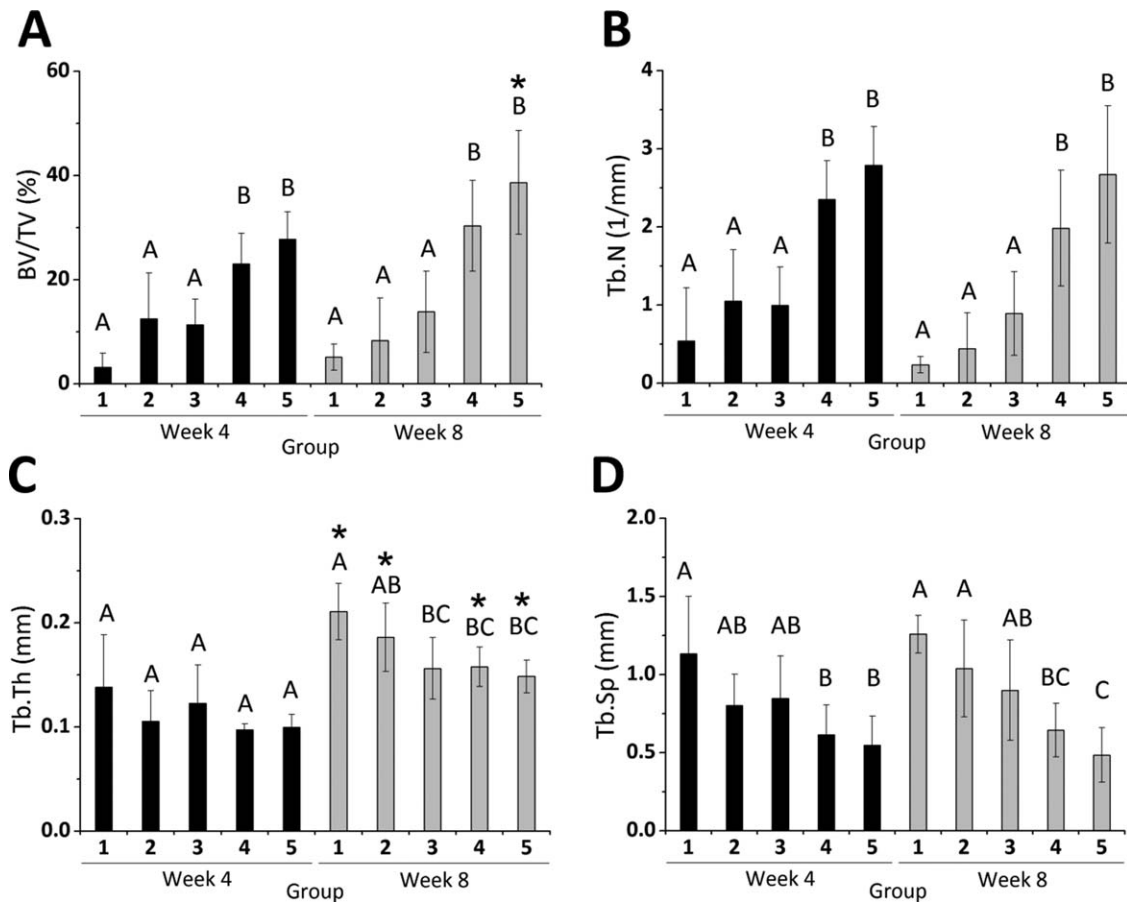 A
BV/TV (%)
60
40
20
0
A
A
A
B
B
A
A
A
B
*
B
1 2 3 4 5 1 2 3 4 5
Week 4 Week 8
Group
B
Tb.N (1/mm)
4
3
2
1
0
A
A
A
B
B
A
A
A
B
B
1 2 3 4 5 1 2 3 4 5
Week 4 Week 8
Group
C
Tb.Th (mm)
0.3
0.2
0.1
0.0
A
A
A
A
A
*
A
*
AB
BC
*
BC
*
BC
1 2 3 4 5 1 2 3 4 5
Week 4 Week 8
Group
D
Tb.Sp (mm)
2.0
1.5
1.0
0.5
0.0
A
AB
AB
B
B
A
A
AB
BC
C
1 2 3 4 5 1 2 3 4 5
Week 4 Week 8
Group